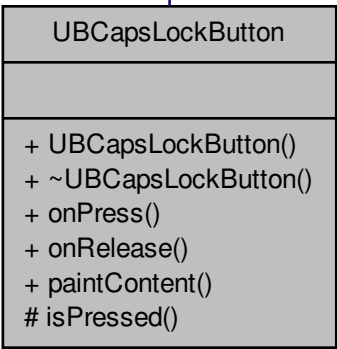 UBCapsLockButton
+ UBCapsLockButton()
+ ~UBCapsLockButton()
+ onPress()
+ onRelease()
+ paintContent()
# isPressed()